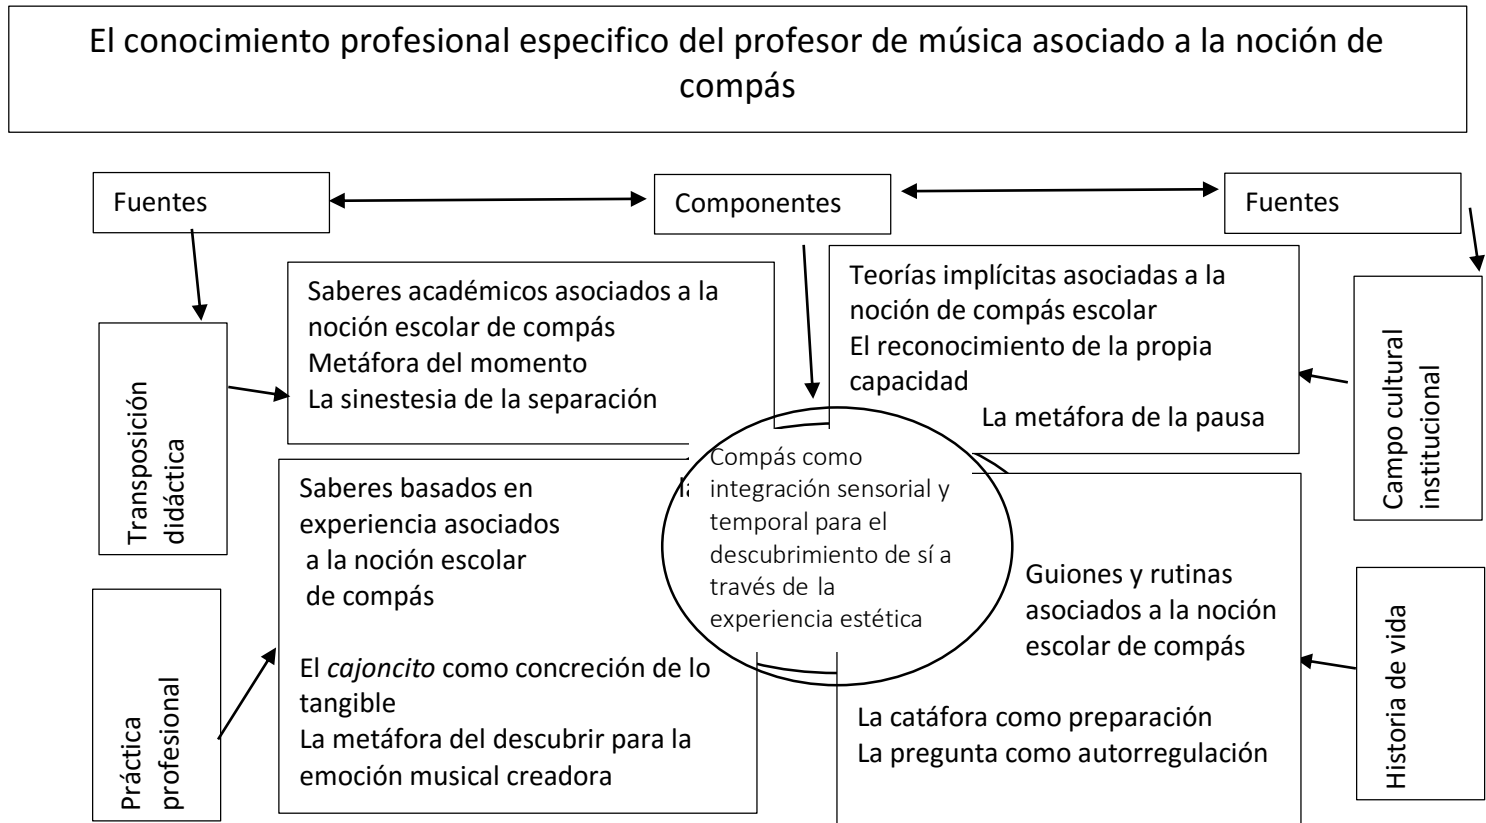 El conocimiento profesional especifico del profesor de música asociado a la noción de
compás
Fuentes
Componentes
Fuentes
Saberes académicos asociados a la
noción escolar de compás
Metáfora del momento
La sinestesia de la separación
Teorías implícitas asociadas a la
noción de compás escolar
El reconocimiento de la propia
capacidad
La metáfora de la pausa
Transposición
didáctica
Campo cultural
institucional
Saberes basados en
experiencia asociados
a la noción escolar
de compás
El cajoncito como concreción de lo
tangible
La metáfora del descubrir para la
emoción musical creadora
Compás como
integración sensorial y
temporal para el
descubrimiento de sí a
través de la
experiencia estética
Guiones y rutinas
asociados a la noción
escolar de compás
La catáfora como preparación
La pregunta como autorregulación
Práctica
profesional
Historia de vida